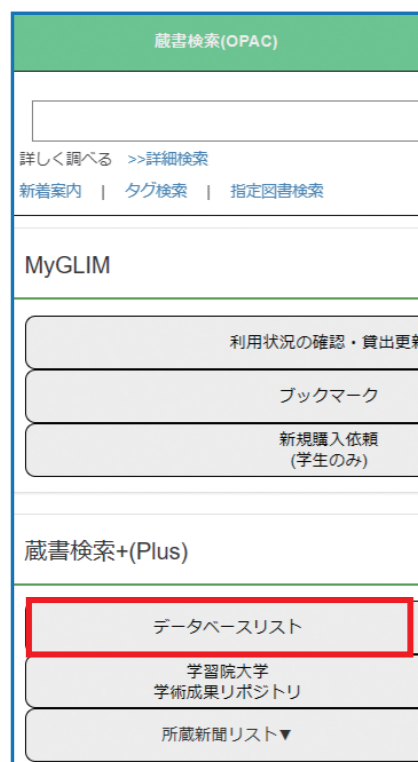 蔵書検索(OPAC)
詳しく調べる >>詳細検索
新着案内 | タグ検索 | 指定図書検索
MyGLIM
利用状況の確認・貸出更
ブックマーク
新規購入依頼
(学生のみ)
蔵書検索+(Plus)
データベースリスト
学習院大学
学術成果リポジトリ
所蔵新聞リスト▼